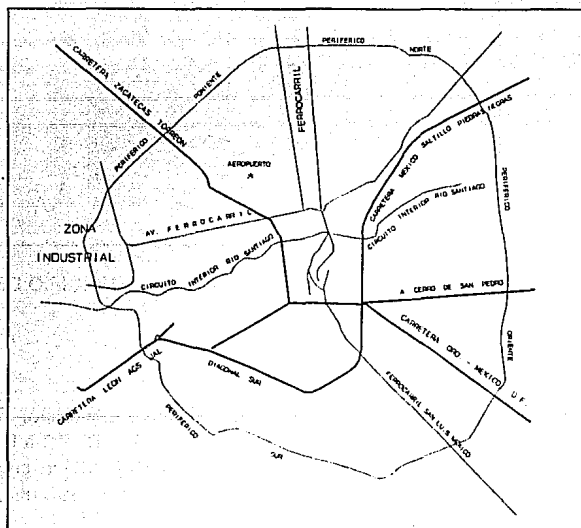 PERIFERICO NORTE
CARRETERA ZACATECAS TORREON
PONIENTE
FERROCARRIL
CARRETERA MEXICO SALTILLO PIEDRAS NEGRAS
AEROPUERTO
PERIFERICO
PERIFERICO
AV. FERROCARRIL
ZONA
INDUSTRIAL
CIRCUITO INTERIOR RIO SANTIAGO
CIRCUITO INTERIOR RIO SANTIAGO
A CERRO DE SAN PEDRO
CARRETERA QRO - MEXICO D.F.
ORIENTE
CARRETERA LEON AGS
DIAGONAL SUR
FERROCARRIL SAN LUIS MEXICO
PERIFERICO
SUR